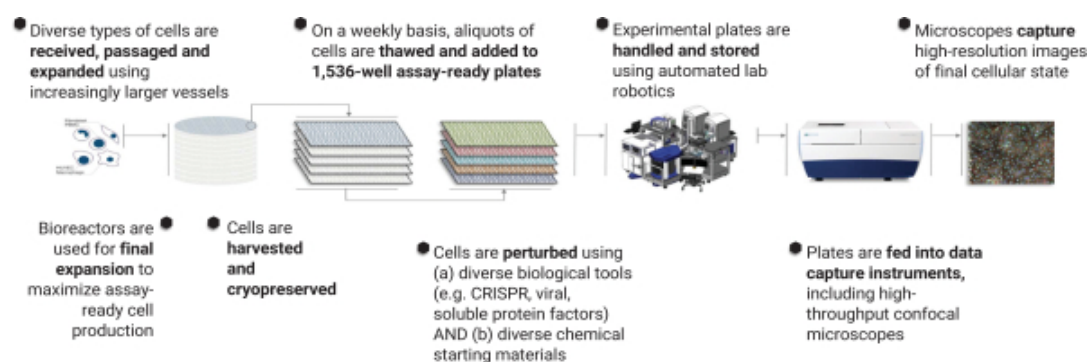 Diverse types of cells are
received, passaged and
expanded using
increasingly larger vessels
On a weekly basis, aliquots of
cells are thawed and added to
1,536-well assay-ready plates
Experimental plates are
handled and stored
using automated lab
robotics
Microscopes capture
high-resolution images
of final cellular state
Bioreactors are
used for final
expansion to
maximize assay-
ready cell
production
Cells are
harvested
and
cryopreserved
Cells are perturbed using
(a) diverse biological tools
(e.g. CRISPR, viral,
soluble protein factors)
AND (b) diverse chemical
starting materials
Plates are fed into data
capture instruments,
including high-
throughput confocal
microscopes